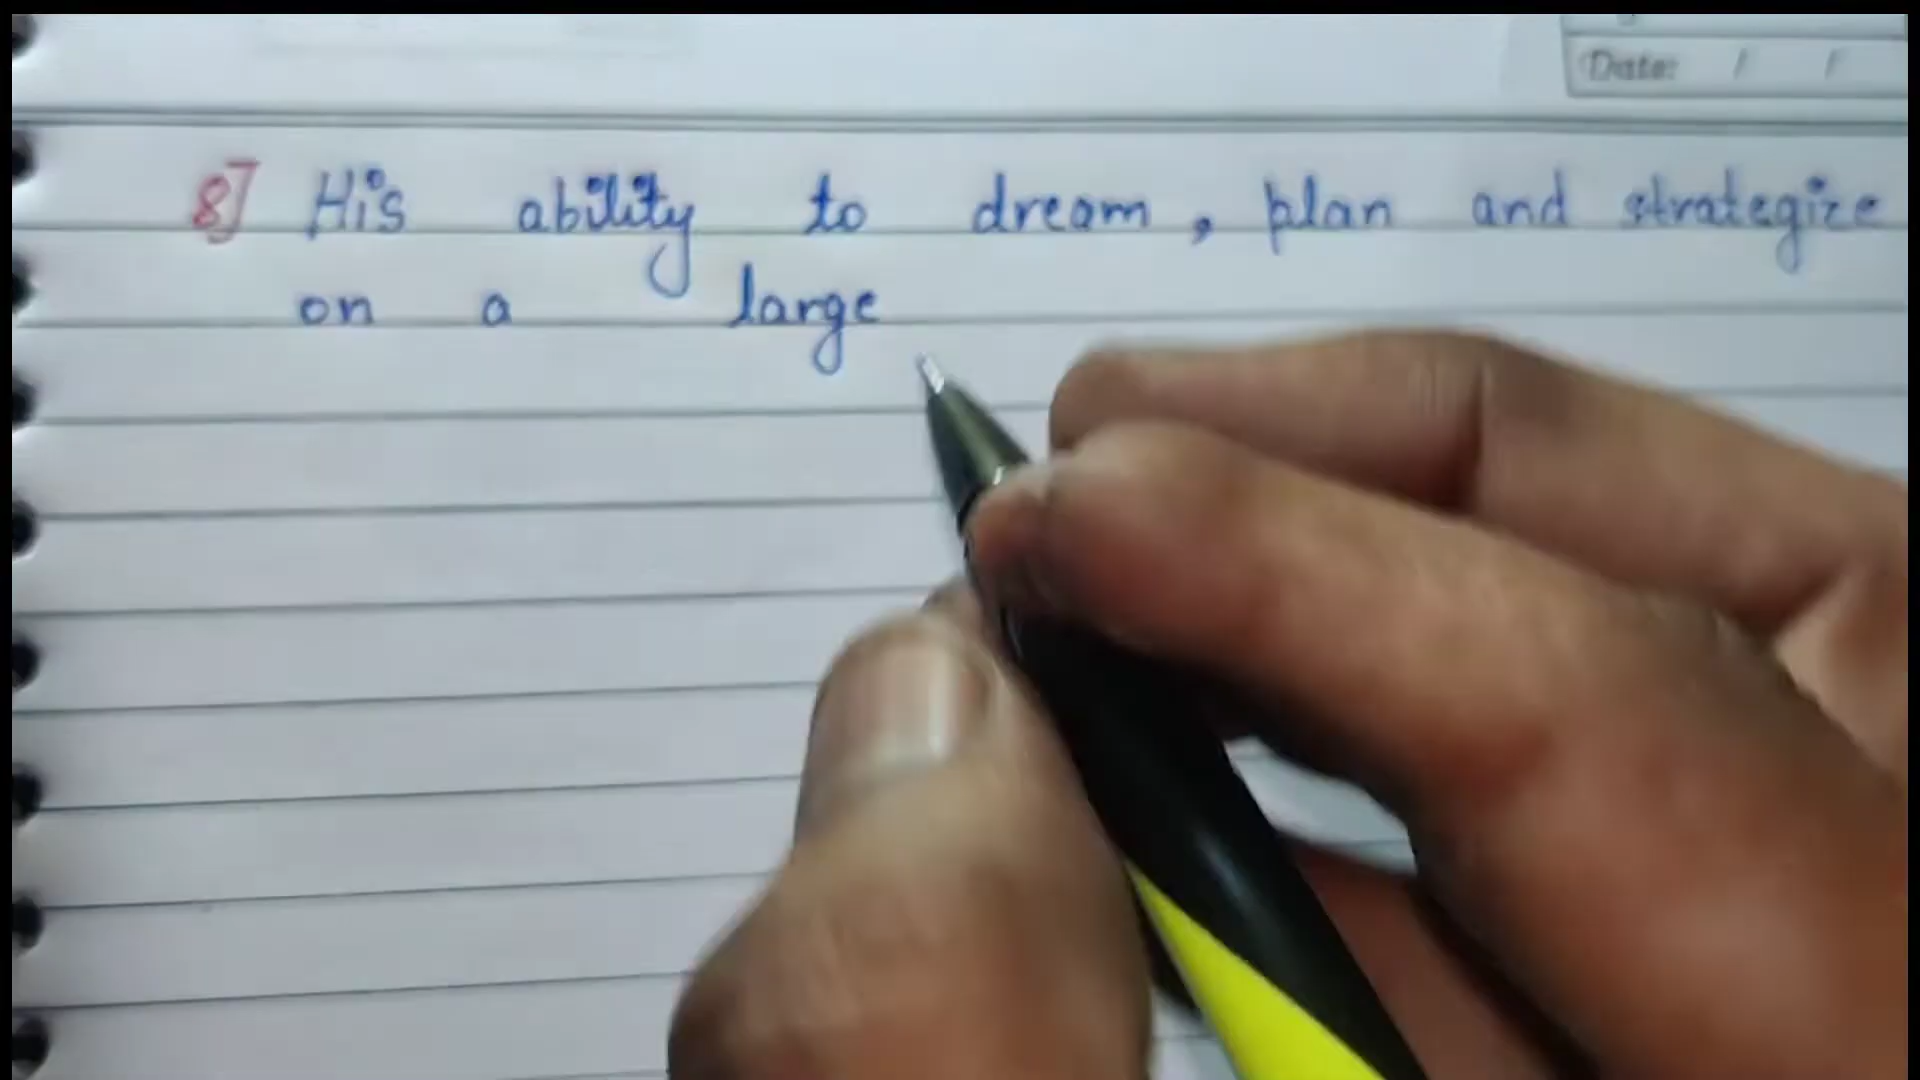 Date: / /
8] His ability to dream, plan and strategize
on a large